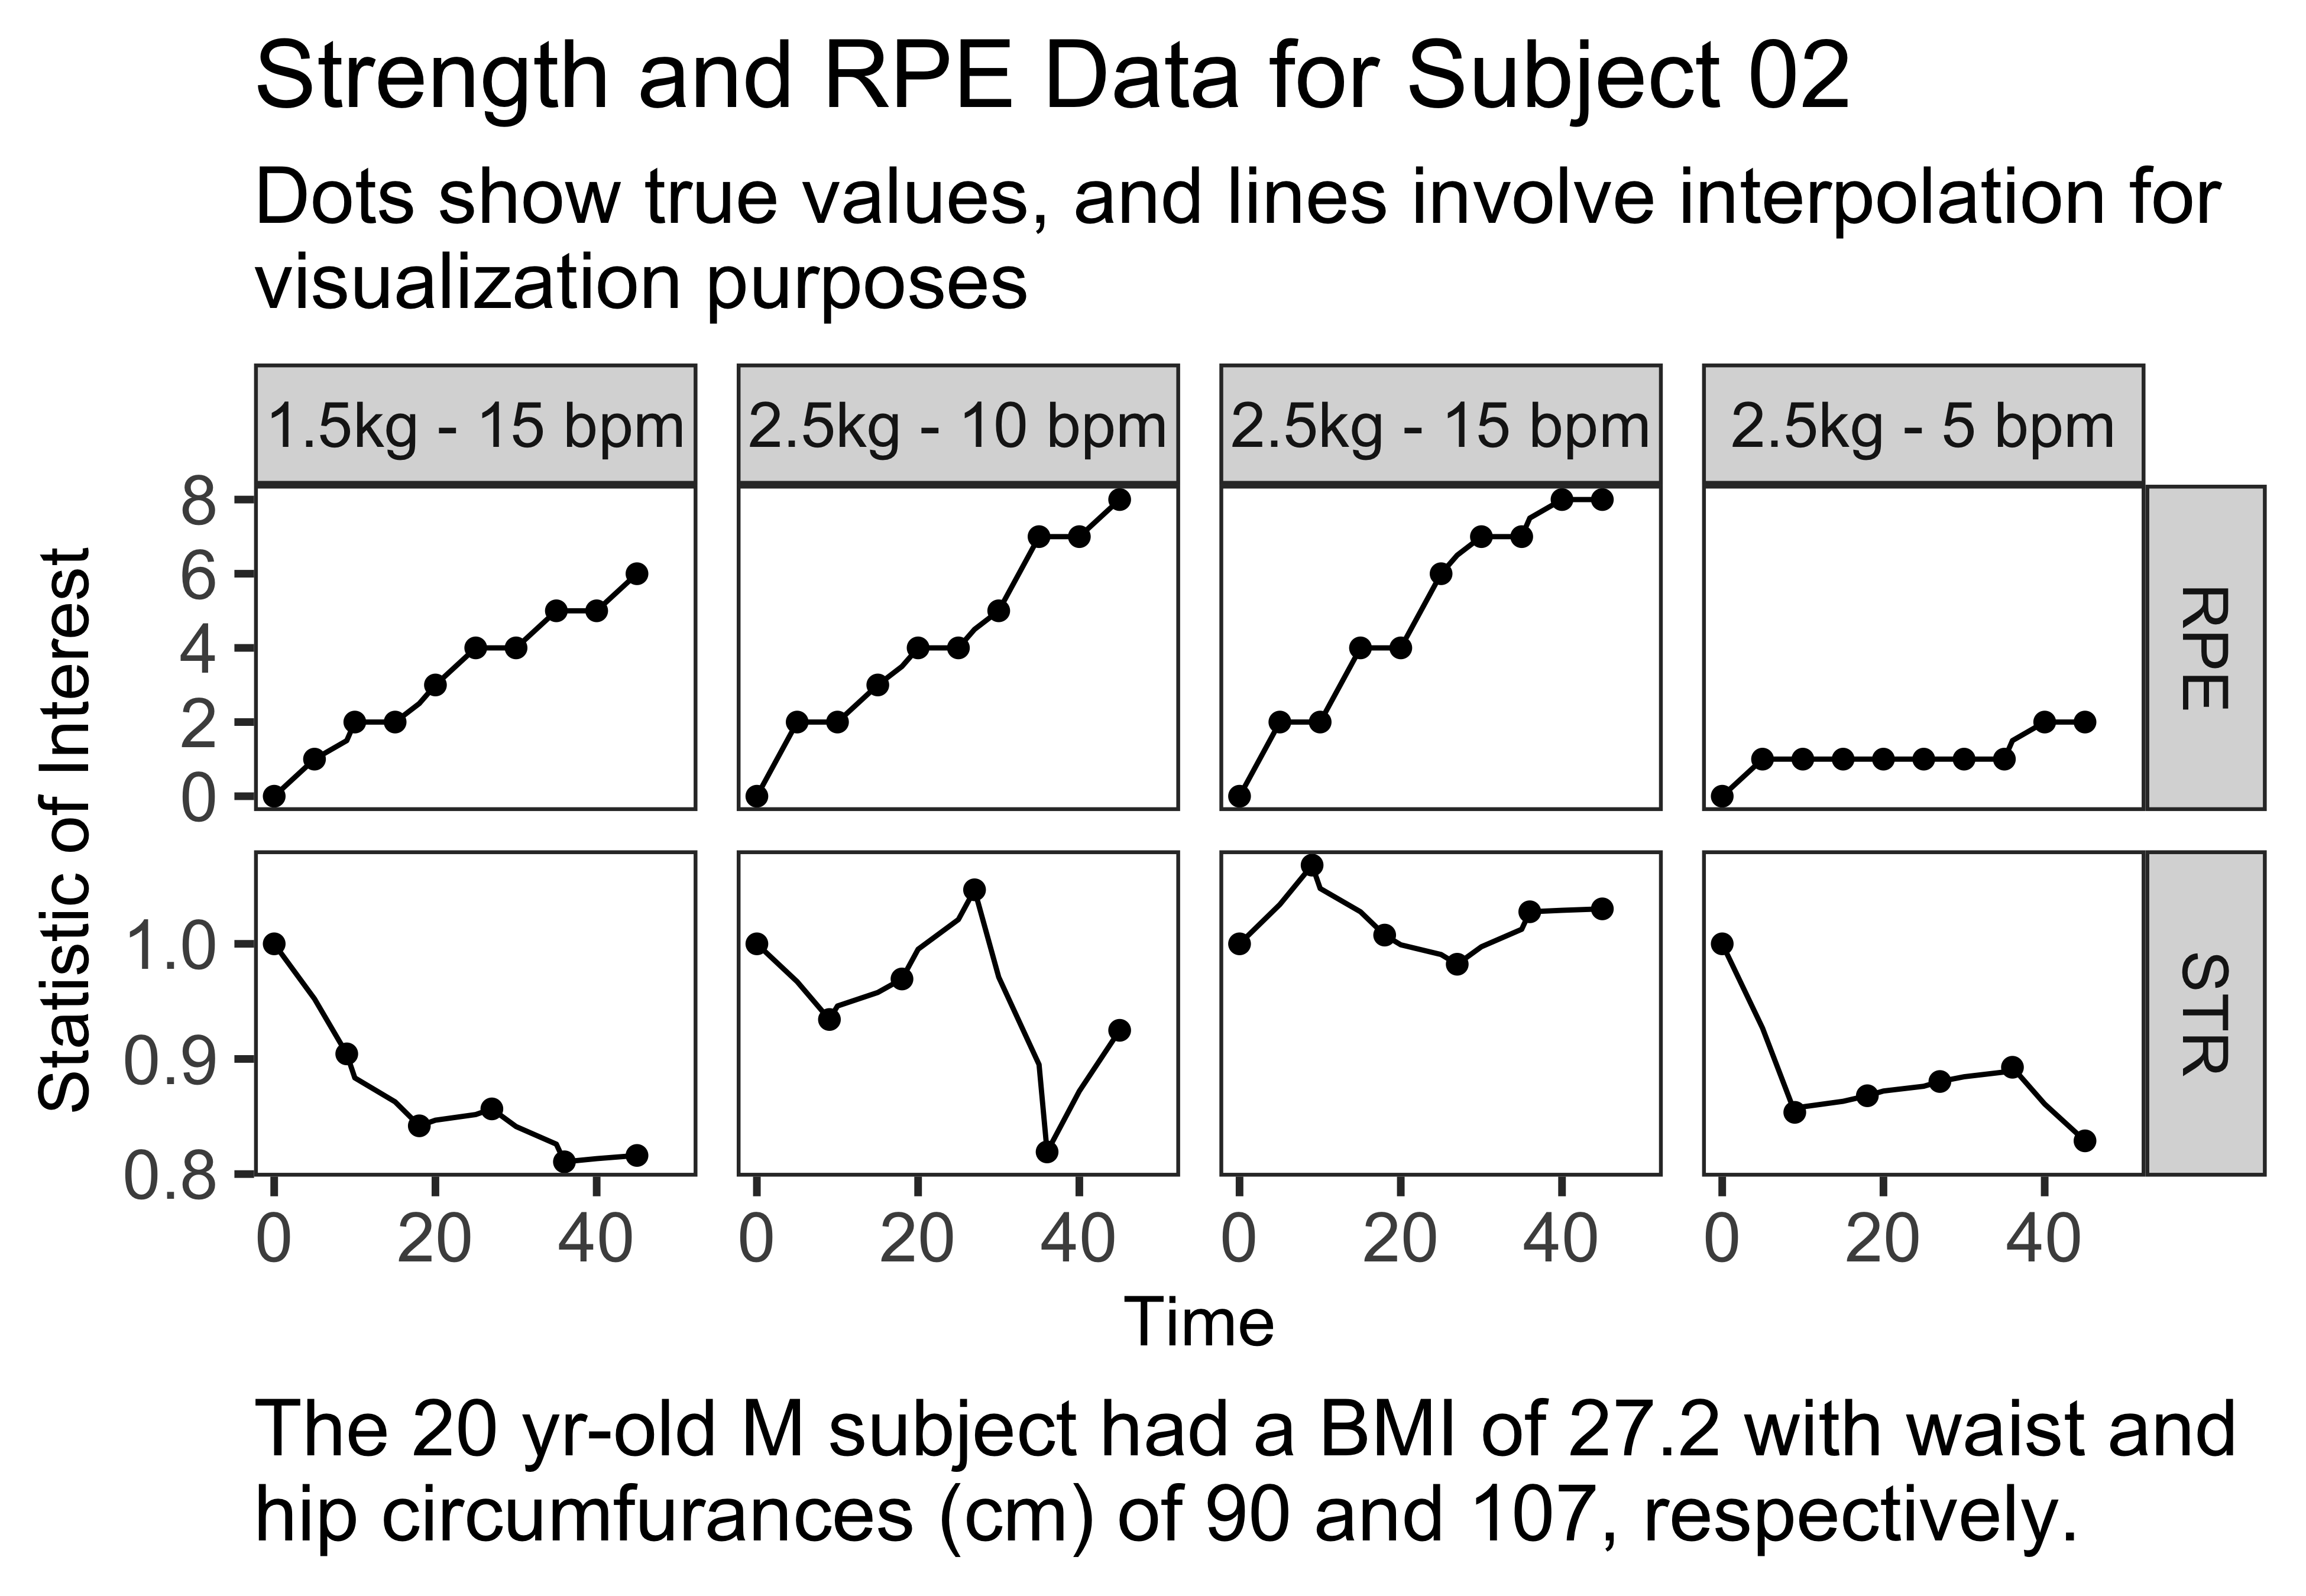 Strength and RPE Data for Subject 02
Dots show true values, and lines involve interpolation for
visualization purposes
1.5kg - 15 bpm 2.5kg - 10 bpm 2.5kg - 15 bpm 2.5kg - 5 bpm
Statistic of Interest
8
6
4
2
0
RPE
1.0
0.9
0.8
STR
0 20 40 0 20 40 0 20 40 0 20 40
Time
The 20 yr-old M subject had a BMI of 27.2 with waist and
hip circumfurances (cm) of 90 and 107, respectively.